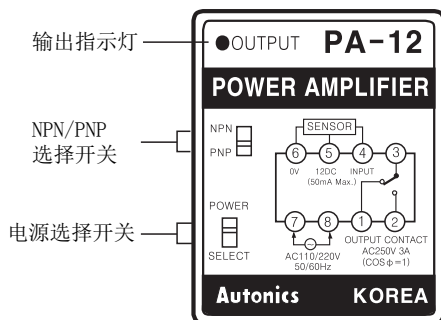 输出指示灯
●OUTPUT PA-12
POWER AMPLIFIER
NPN/PNP
选择开关
NPN
PNP
SENSOR
6 5 4 3
0V 12DC INPUT
(50mA Max.)
电源选择开关
POWER
SELECT
7 8 1 2
AC110/220V
50/60Hz
OUTPUT CONTACT
AC250V 3A
(COSϕ=1)
Autonics KOREA